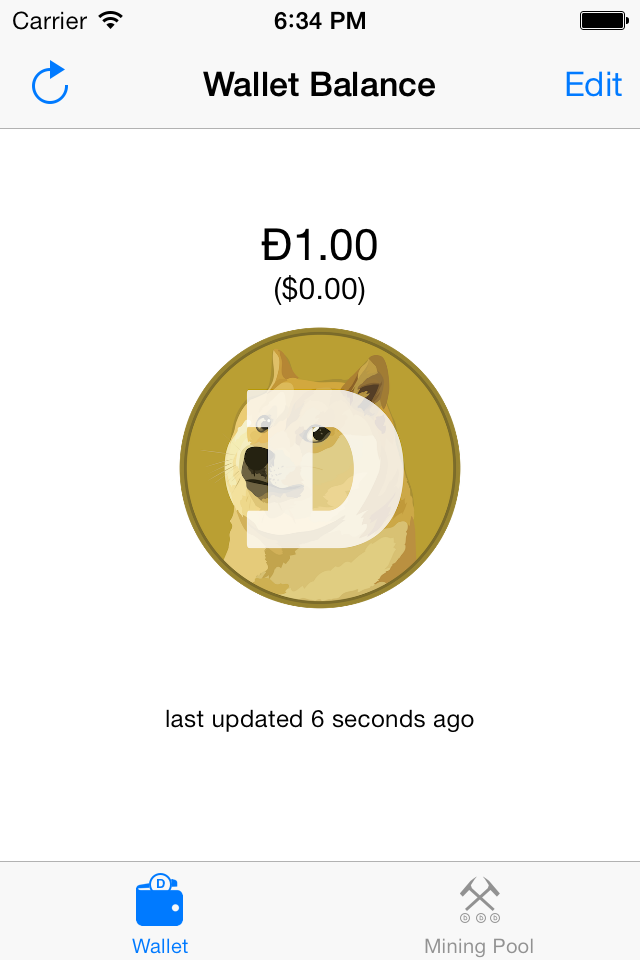 Carrier 6:34 PM
Wallet Balance Edit
Đ1.00
($0.00)
D
last updated 6 seconds ago
D
D D D
Wallet Mining Pool